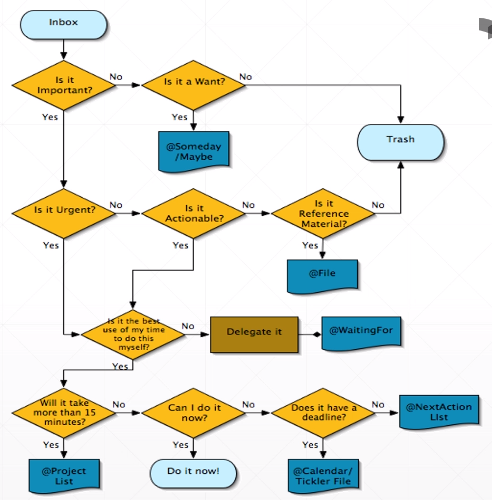 Inbox
Is it
Important?
No
Is it a Want?
No
Yes
Yes
@Someday
/Maybe
Trash
Is it Urgent?
No
Is it
Actionable?
No
Is it
Reference
Material?
No
Yes
Yes
Yes
@File
Is it the best
use of my time
to do this
myself?
No
Delegate it
@WaitingFor
Yes
Will it take
more than 15
minutes?
No
Can I do it
now?
No
Does it have a
deadline?
No
@NextAction
LIst
Yes
Yes
Yes
@Project
List
Do it now!
@Calendar/
Tickler File